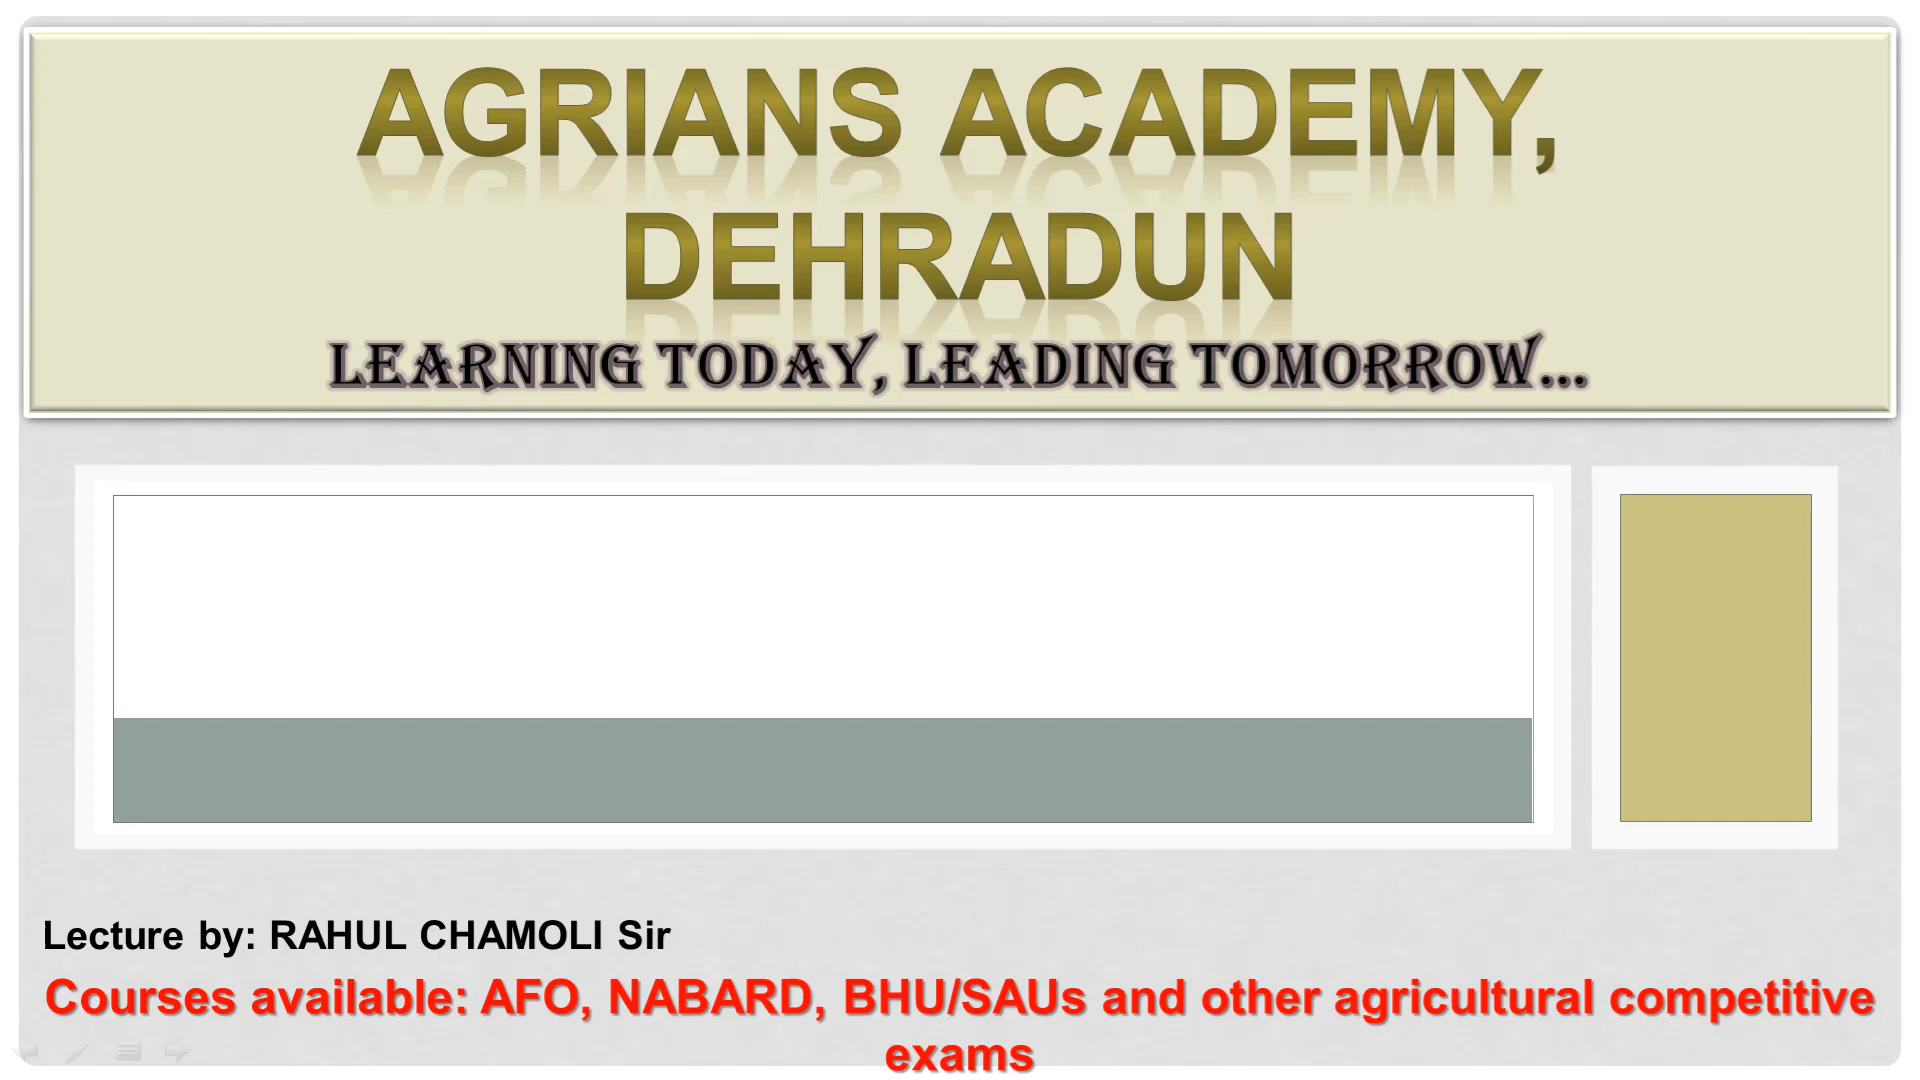 AGRIANS ACADEMY,
DEHRADUN
LEARNING TODAY, LEADING TOMORROW...
Lecture by: RAHUL CHAMOLI Sir
Courses available: AFO, NABARD, BHU/SAUs and other agricultural competitive
exams